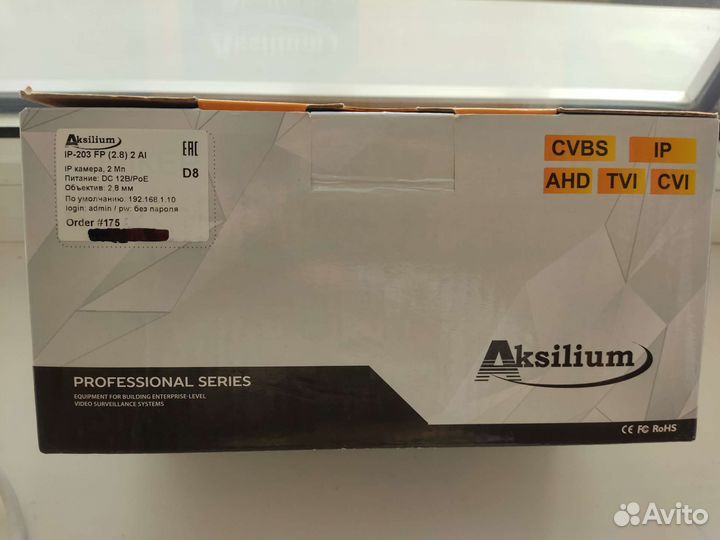 Aksilium
EAC
IP-203 FP (2.8) 2 AI
IP камера, 2 Мп
D8
Питание: DC 12В/PoE
Объектив: 2.8 мм
По умолчанию: 192.168.1.10
login: admin / pw: без пароля
Order #175
CVBS IP
AHD TVI CVI
Aksilium
PROFESSIONAL SERIES
EQUIPMENT FOR BUILDING ENTERPRISE-LEVEL
VIDEO SURVEILLANCE SYSTEMS
CE FC RoHS
Avito